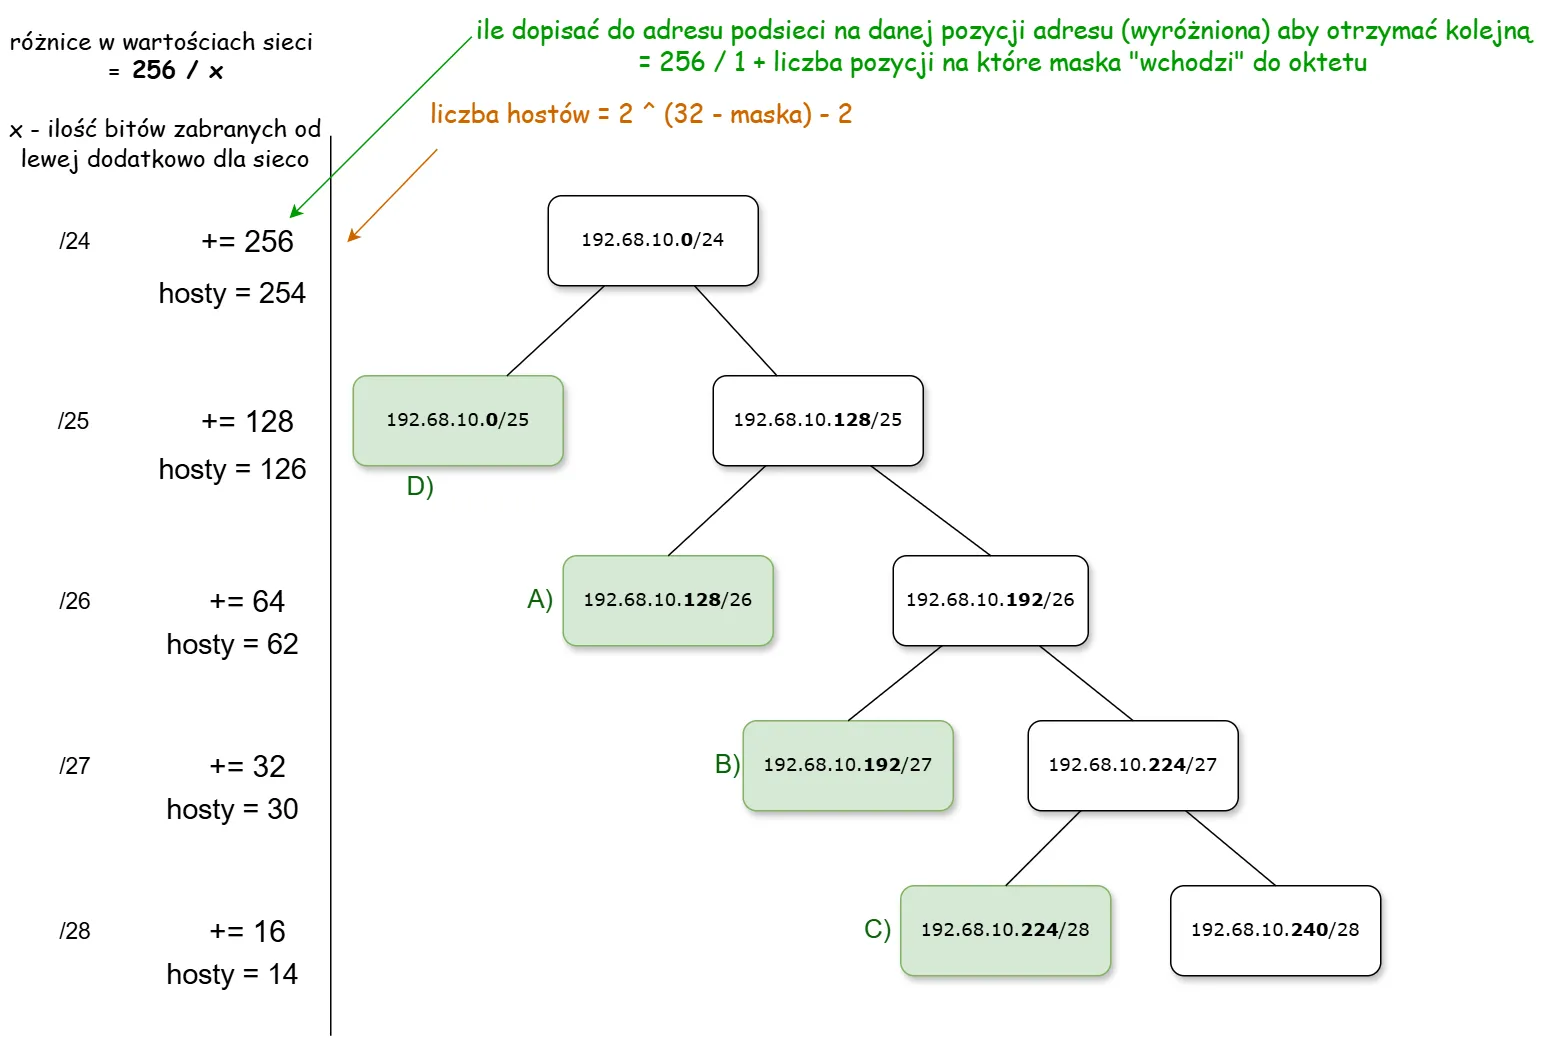 ile dopisać do adresu podsieci na danej pozycji adresu (wyróżniona) aby otrzymać kolejną
= 256 / 1 + liczba pozycji na które maska "wchodzi" do oktetu
różnice w wartościach sieci
= 256 / x
liczba hostów = 2 ^ (32 - maska) - 2
x - ilość bitów zabranych od
lewej dodatkowo dla sieco
/24
+= 256
hosty = 254
192.68.10.0/24
/25
+= 128
hosty = 126
192.68.10.0/25
192.68.10.128/25
D)
/26
+= 64
hosty = 62
A)
192.68.10.128/26
192.68.10.192/26
/27
+= 32
hosty = 30
B)
192.68.10.192/27
192.68.10.224/27
/28
+= 16
hosty = 14
C)
192.68.10.224/28
192.68.10.240/28